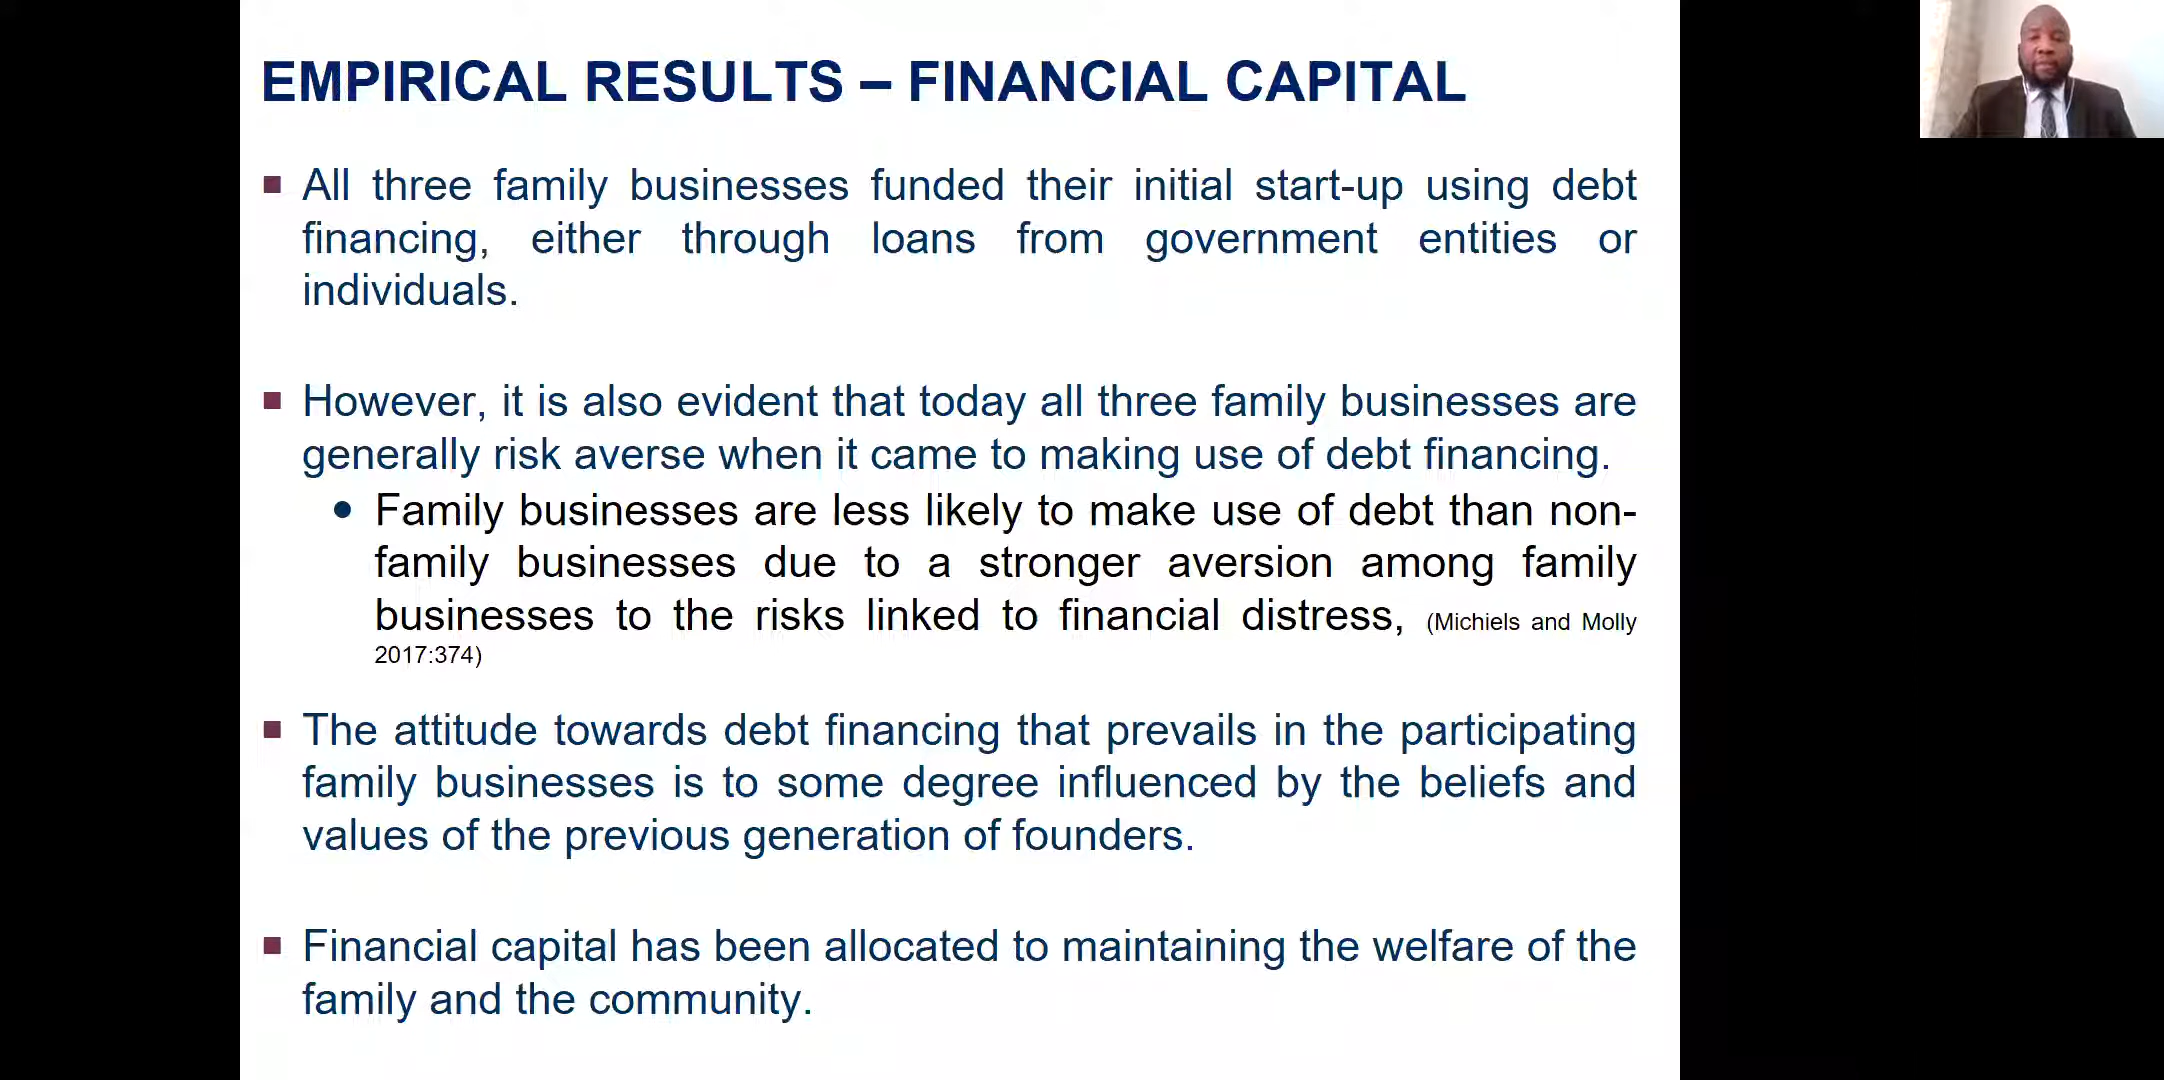 EMPIRICAL RESULTS – FINANCIAL CAPITAL
All three family businesses funded their initial start-up using debt
financing, either through loans from government entities or
individuals.
However, it is also evident that today all three family businesses are
generally risk averse when it came to making use of debt financing.
Family businesses are less likely to make use of debt than non-
family businesses due to a stronger aversion among family
businesses to the risks linked to financial distress, (Michiels and Molly
2017:374)
The attitude towards debt financing that prevails in the participating
family businesses is to some degree influenced by the beliefs and
values of the previous generation of founders.
Financial capital has been allocated to maintaining the welfare of the
family and the community.